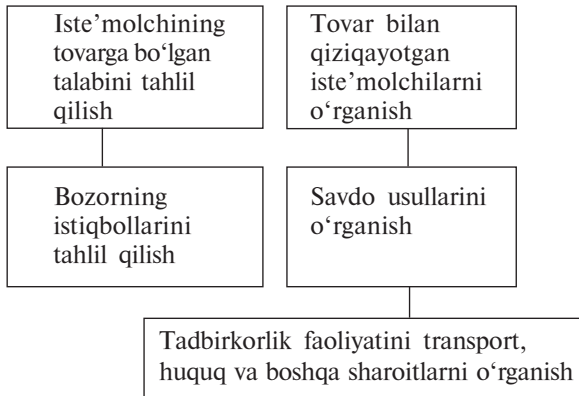 Iste’molchining
tovarga bo‘lgan
talabini tahlil
qilish
Tovar bilan
qiziqayotgan
iste’molchilarni
o‘rganish
Bozorning
istiqbollarini
tahlil qilish
Savdo usullarini
o‘rganish
Tadbirkorlik faoliyatini transport,
huquq va boshqa sharoitlarni o‘rganish